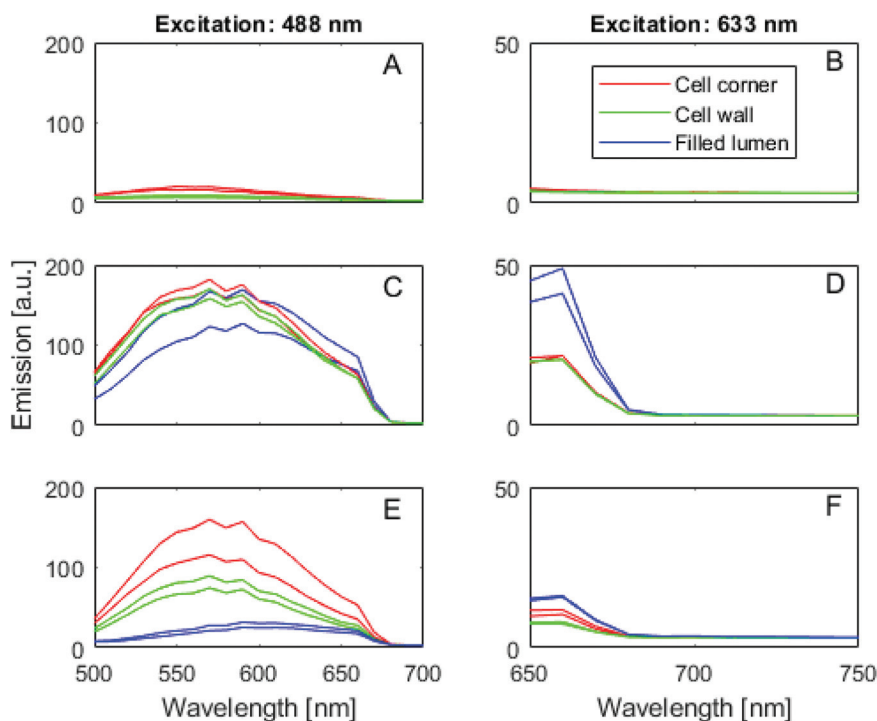 Excitation: 488 nm
Excitation: 633 nm
200
A
100
0
50
B
Cell corner
Cell wall
Filled lumen
0
Emission [a.u.]
200
C
100
0
50
D
0
200
E
100
0
500 550 600 650 700
Wavelength [nm]
50
F
0
650 700 750
Wavelength [nm]